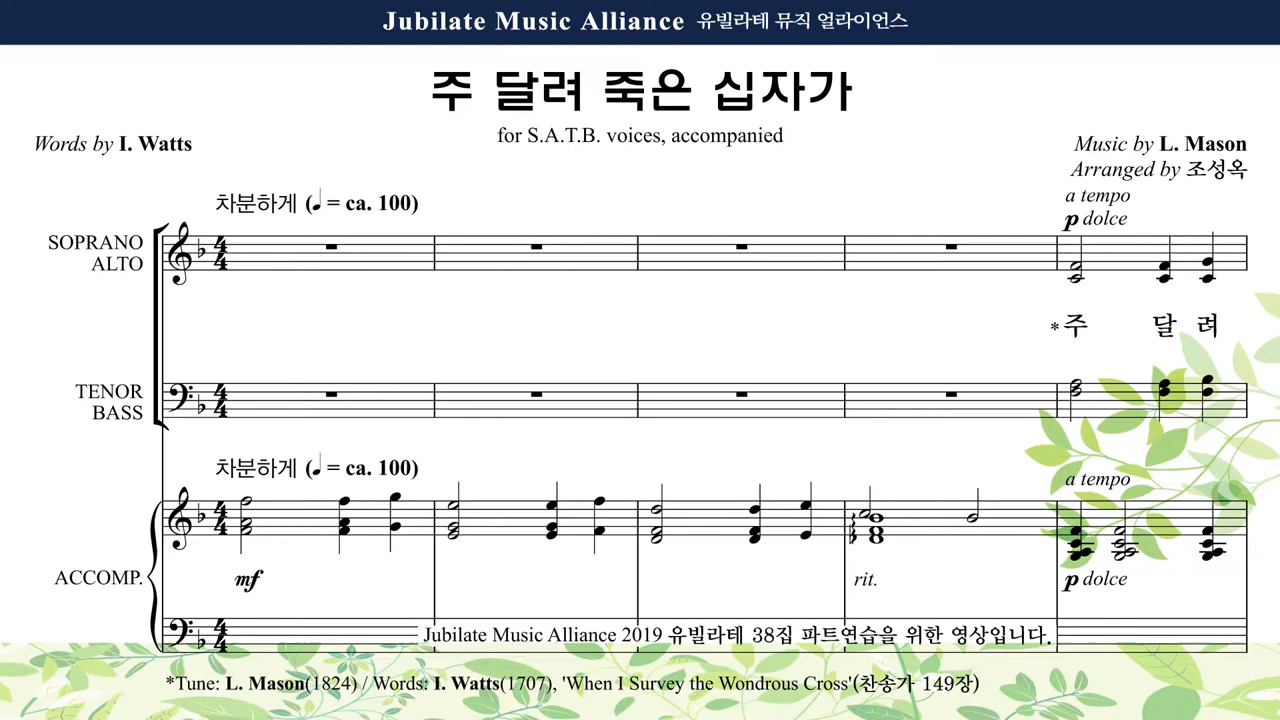 Jubilate Music Alliance 유빌라테 뮤직 얼라이언스
주 달려 죽은 십자가
for S.A.T.B. voices, accompanied
Words by I. Watts
Music by L. Mason
Arranged by 조성옥
차분하게 (♩ = ca. 100)
a tempo
p dolce
SOPRANO
ALTO
*주 달 려
TENOR
BASS
차분하게 (♩ = ca. 100)
a tempo
ACCOMP.
mf
rit.
p dolce
Jubilate Music Alliance 2019 유빌라테 38집 파트연습을 위한 영상입니다.
*Tune: L. Mason(1824) / Words: I. Watts(1707), 'When I Survey the Wondrous Cross'(찬송가 149장)